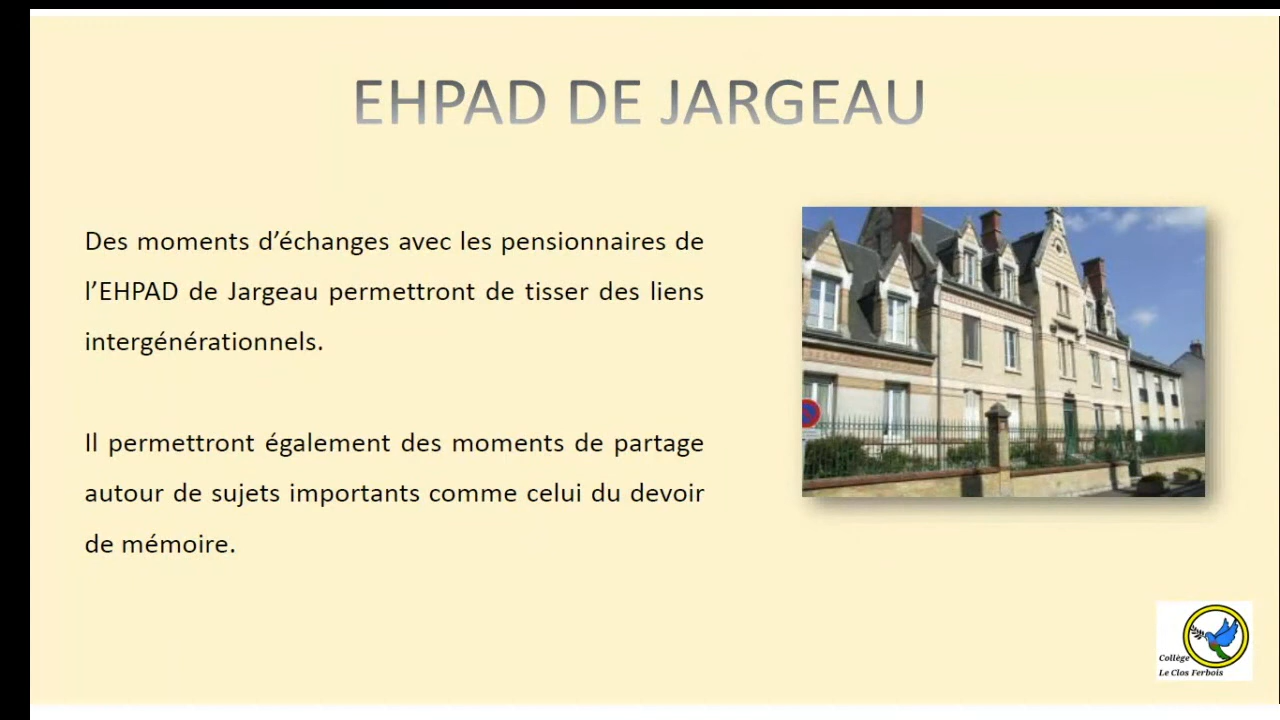 EHPAD DE JARGEAU
Des moments d’échanges avec les pensionnaires de
l’EHPAD de Jargeau permettront de tisser des liens
intergénérationnels.
Il permettront également des moments de partage
autour de sujets importants comme celui du devoir
de mémoire.
Collège
Le Clos Ferbois